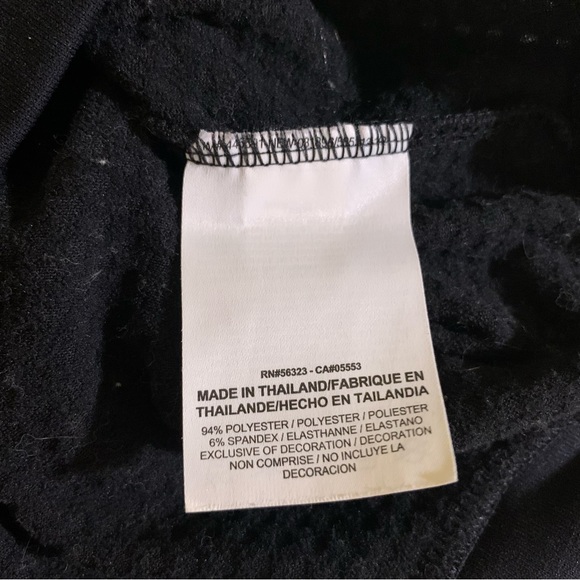 RN#56323 - CA#05553
MADE IN THAILAND/FABRIQUE EN
THAILANDE/HECHO EN TAILANDIA
94% POLYESTER / POLYESTER / POLIESTER
6% SPANDEX / ELASTHANNE / ELASTANO
EXCLUSIVE OF DECORATION / DECORATION
NON COMPRISE / NO INCLUYE LA
DECORACION